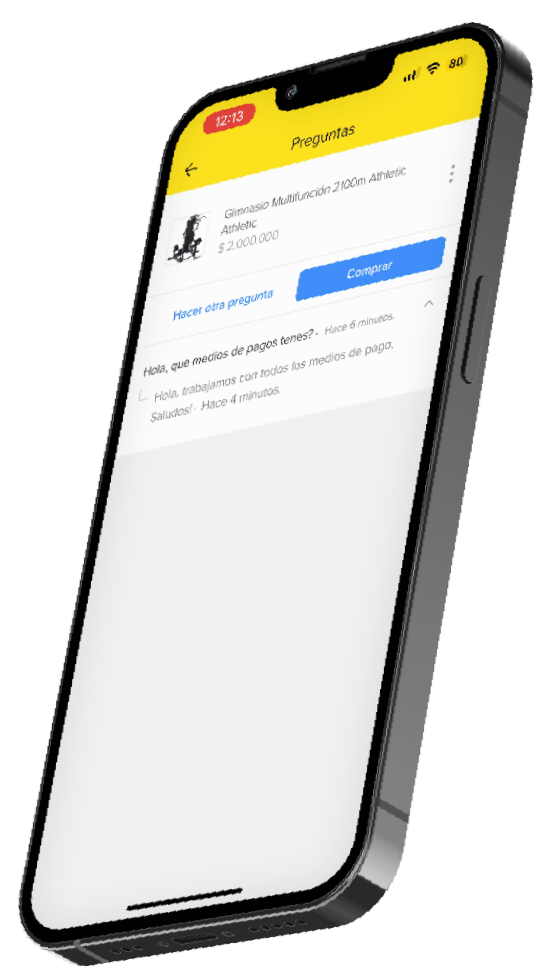 12:13
80
Preguntas
Gimnasio Multifunción 2100m Athletic
Athletic
$ 2.000.000
Hacer otra pregunta
Comprar
Hola, que medios de pagos tenes? · Hace 6 minutos.
Hola, trabajamos con todos los medios de pago.
Saludos! · Hace 4 minutos.